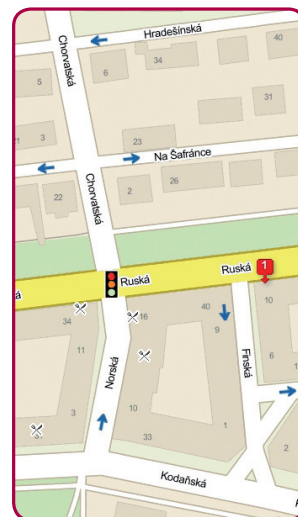 Hradešínská
40
Chorvatská
34
6
5
31
21
3
23
Na Šafránce
Chorvatská
26
2
22
Ruská
1
Ruská
10
40
16
34
9
11
Norská
Finská
6
10
3
1
33
2
Kodaňská